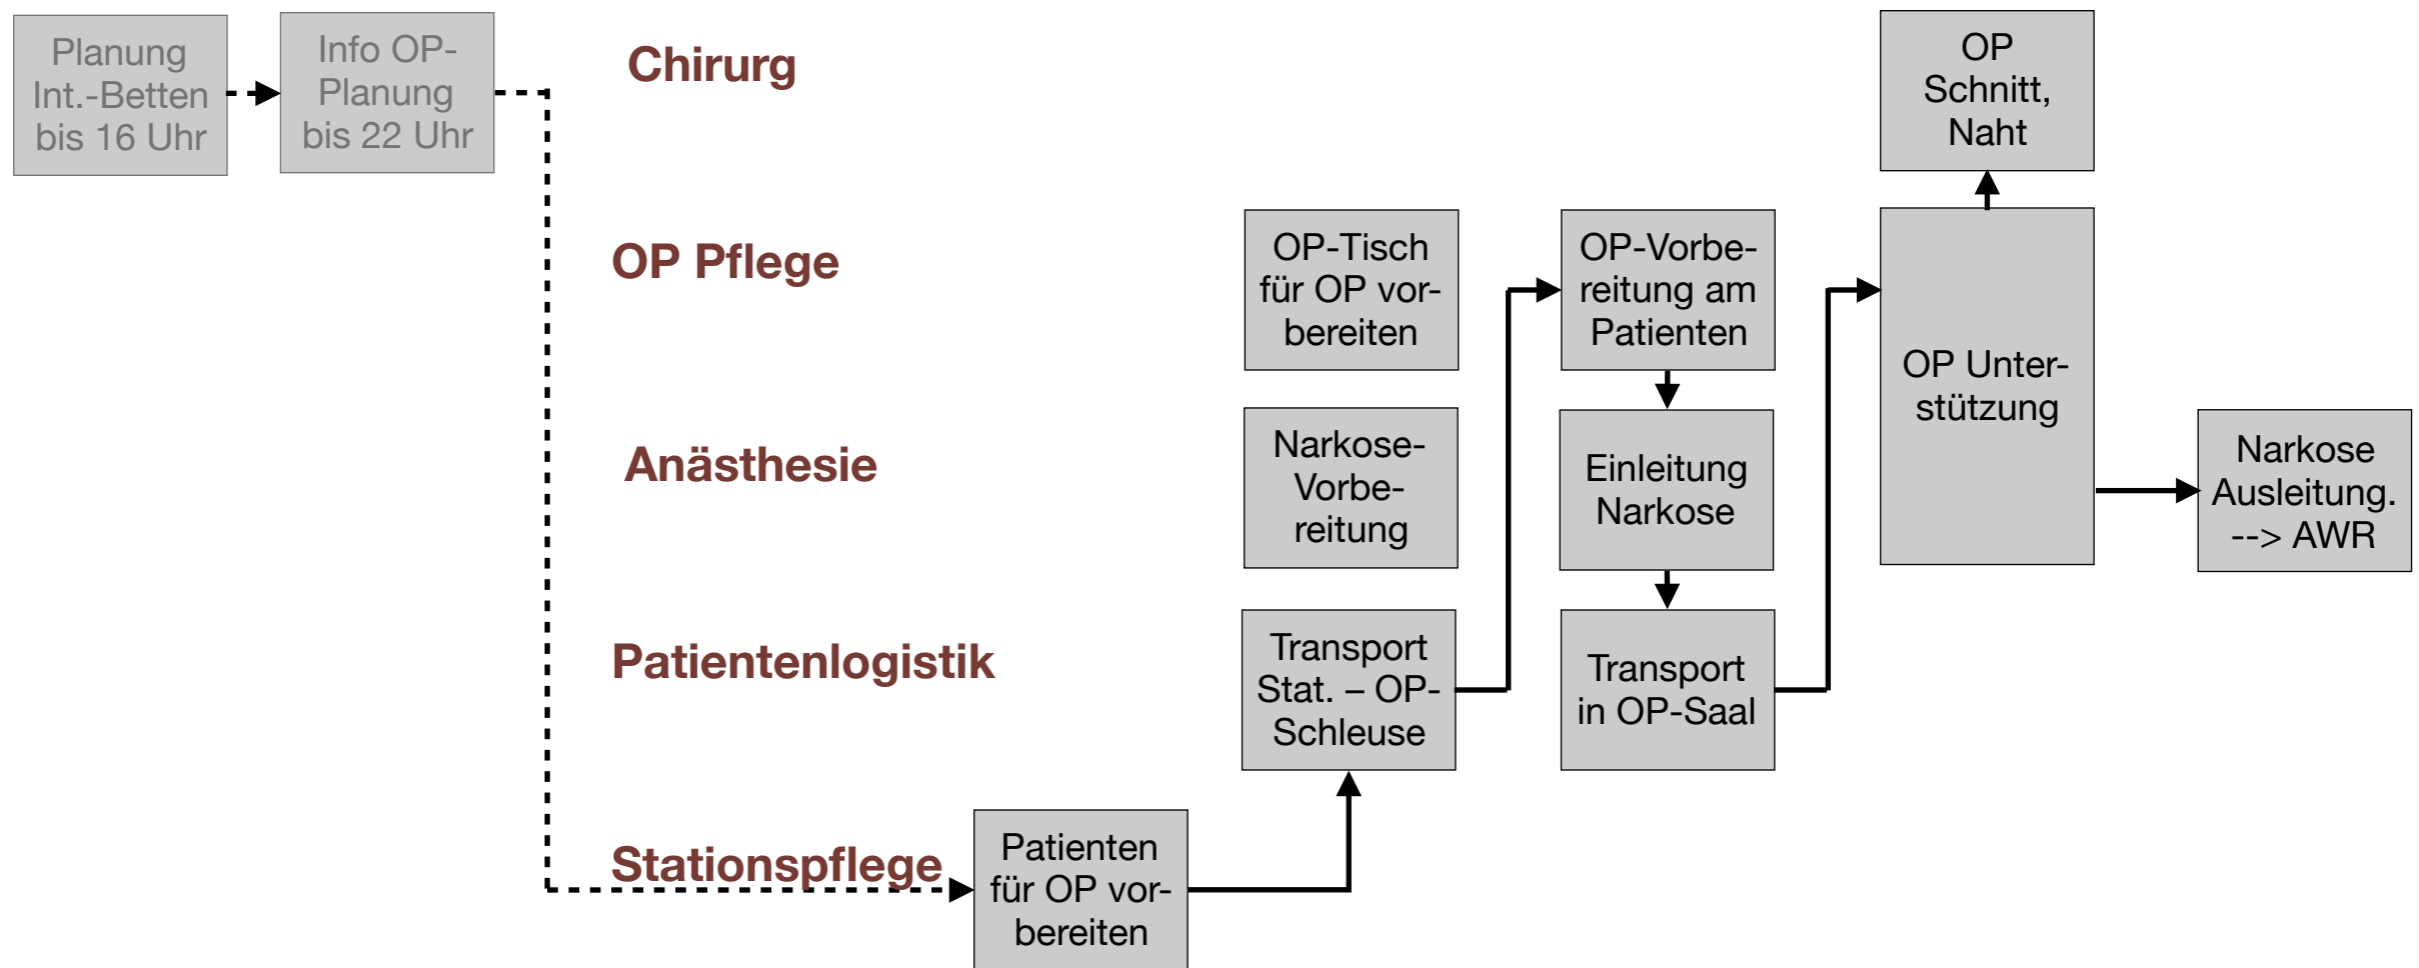 Planung
Int.-Betten
bis 16 Uhr
Info OP-
Planung
bis 22 Uhr
Chirurg
OP
Schnitt,
Naht
OP Pflege
OP-Tisch
für OP vor-
bereiten
OP-Vorbe-
reitung am
Patienten
OP Unter-
stützung
Anästhesie
Narkose-
Vorbe-
reitung
Einleitung
Narkose
Narkose
Ausleitung.
--> AWR
Patientenlogistik
Transport
Stat. – OP-
Schleuse
Transport
in OP-Saal
Stationspflege
Patienten
für OP vor-
bereiten